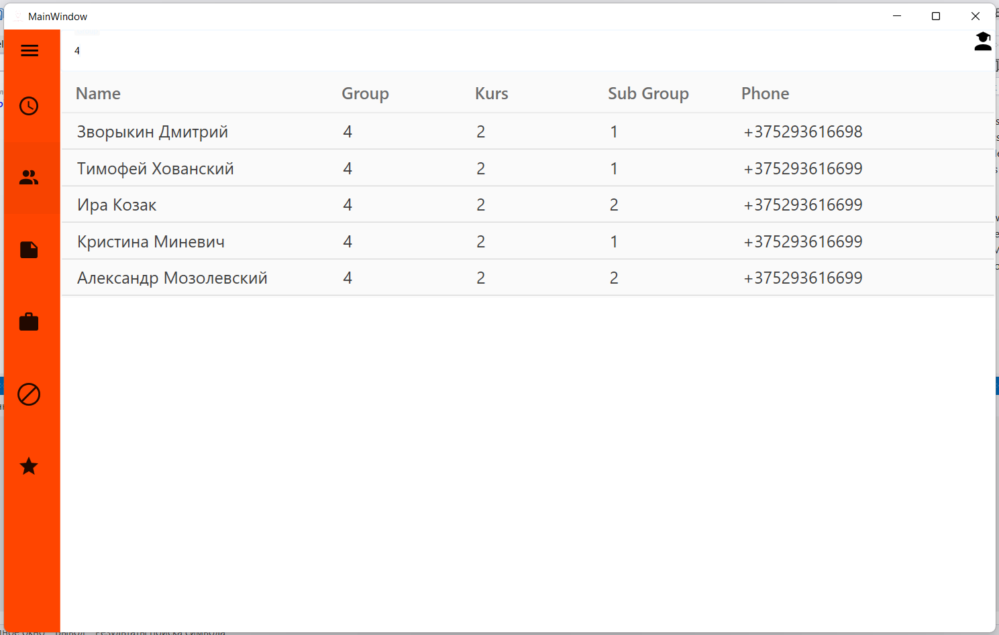 MainWindow
4
Name Group Kurs Sub Group Phone
Зворыкин Дмитрий 4 2 1 +375293616698
Тимофей Хованский 4 2 1 +375293616699
Ира Козак 4 2 2 +375293616699
Кристина Миневич 4 2 1 +375293616699
Александр Мозолевский 4 2 2 +375293616699